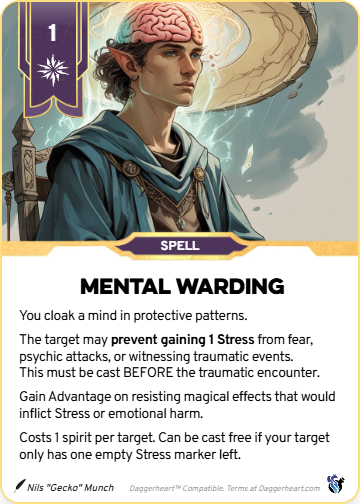 1
SPELL
MENTAL WARDING
You cloak a mind in protective patterns.
The target may prevent gaining 1 Stress from fear,
psychic attacks, or witnessing traumatic events.
This must be cast BEFORE the traumatic encounter.
Gain Advantage on resisting magical effects that would
inflict Stress or emotional harm.
Costs 1 spirit per target. Can be cast free if your target
only has one empty Stress marker left.
Nils "Gecko" Munch
Daggerheart™ Compatible. Terms at Daggerheart.com